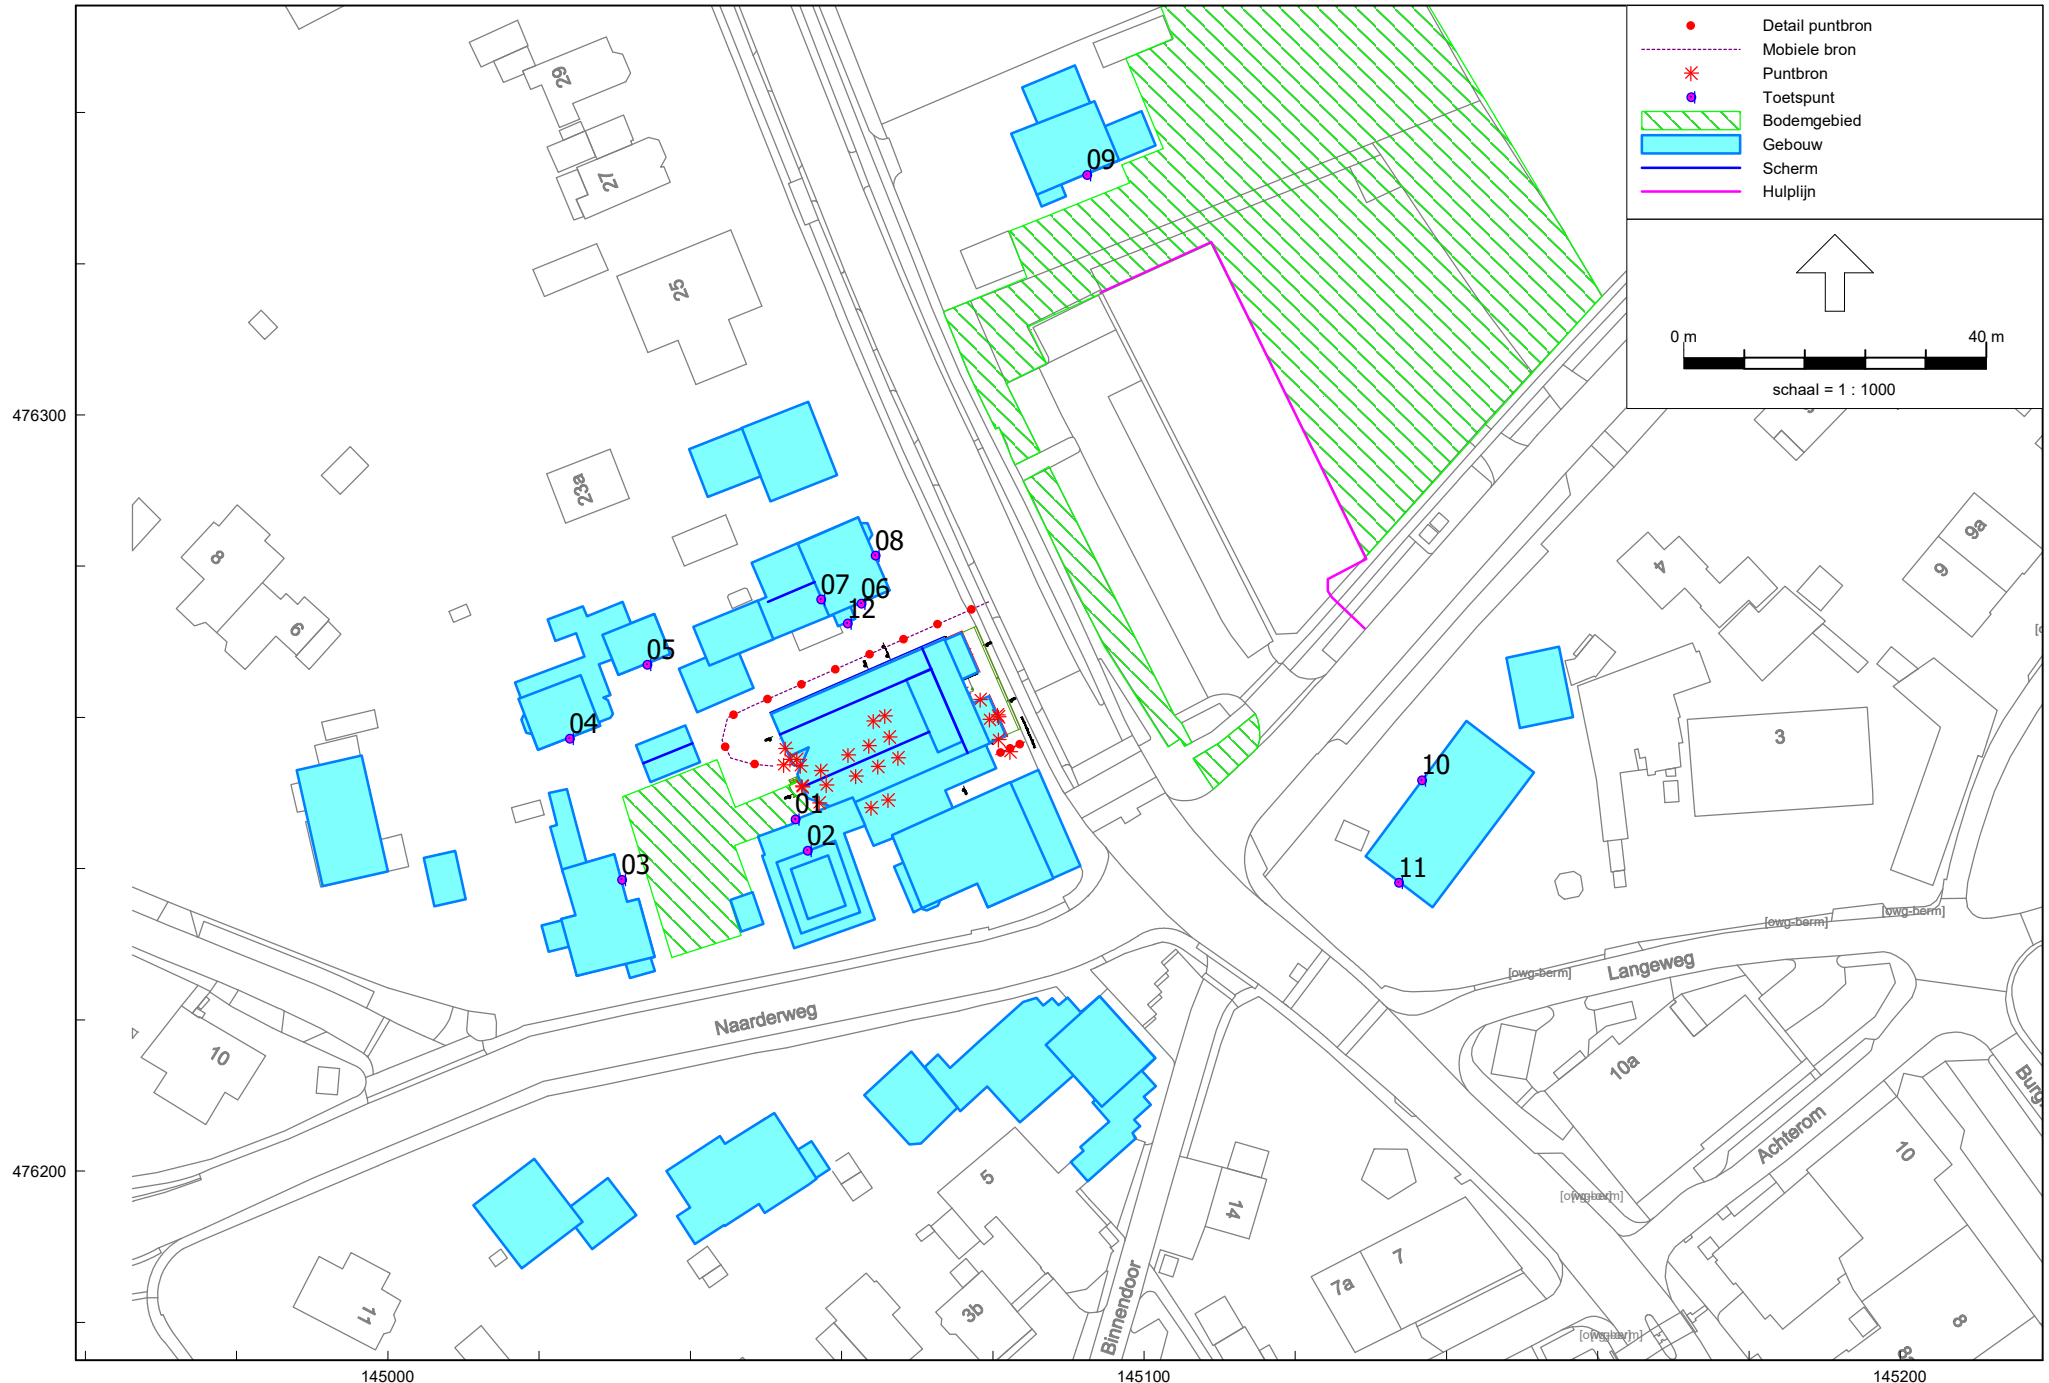 Detail puntbron
Mobiele bron
Puntbron
Toetspunt
Bodemgebied
Gebouw
Scherm
Hulplijn
0 m 40 m
schaal = 1 : 1000
29
27
25
09
476300
23a
8
9
08
07
06
12
05
04
01
02
03
10
11
4
9a
6
3
[owg-berm]
[owg-berm]
[owg-berm]
Langeweg
Naarderweg
10
10a
Achterom
Burg.
10
476200
5
14
[owg-berm]
7
7a
11
3b
Binnendoor
8
145000
145100
145200